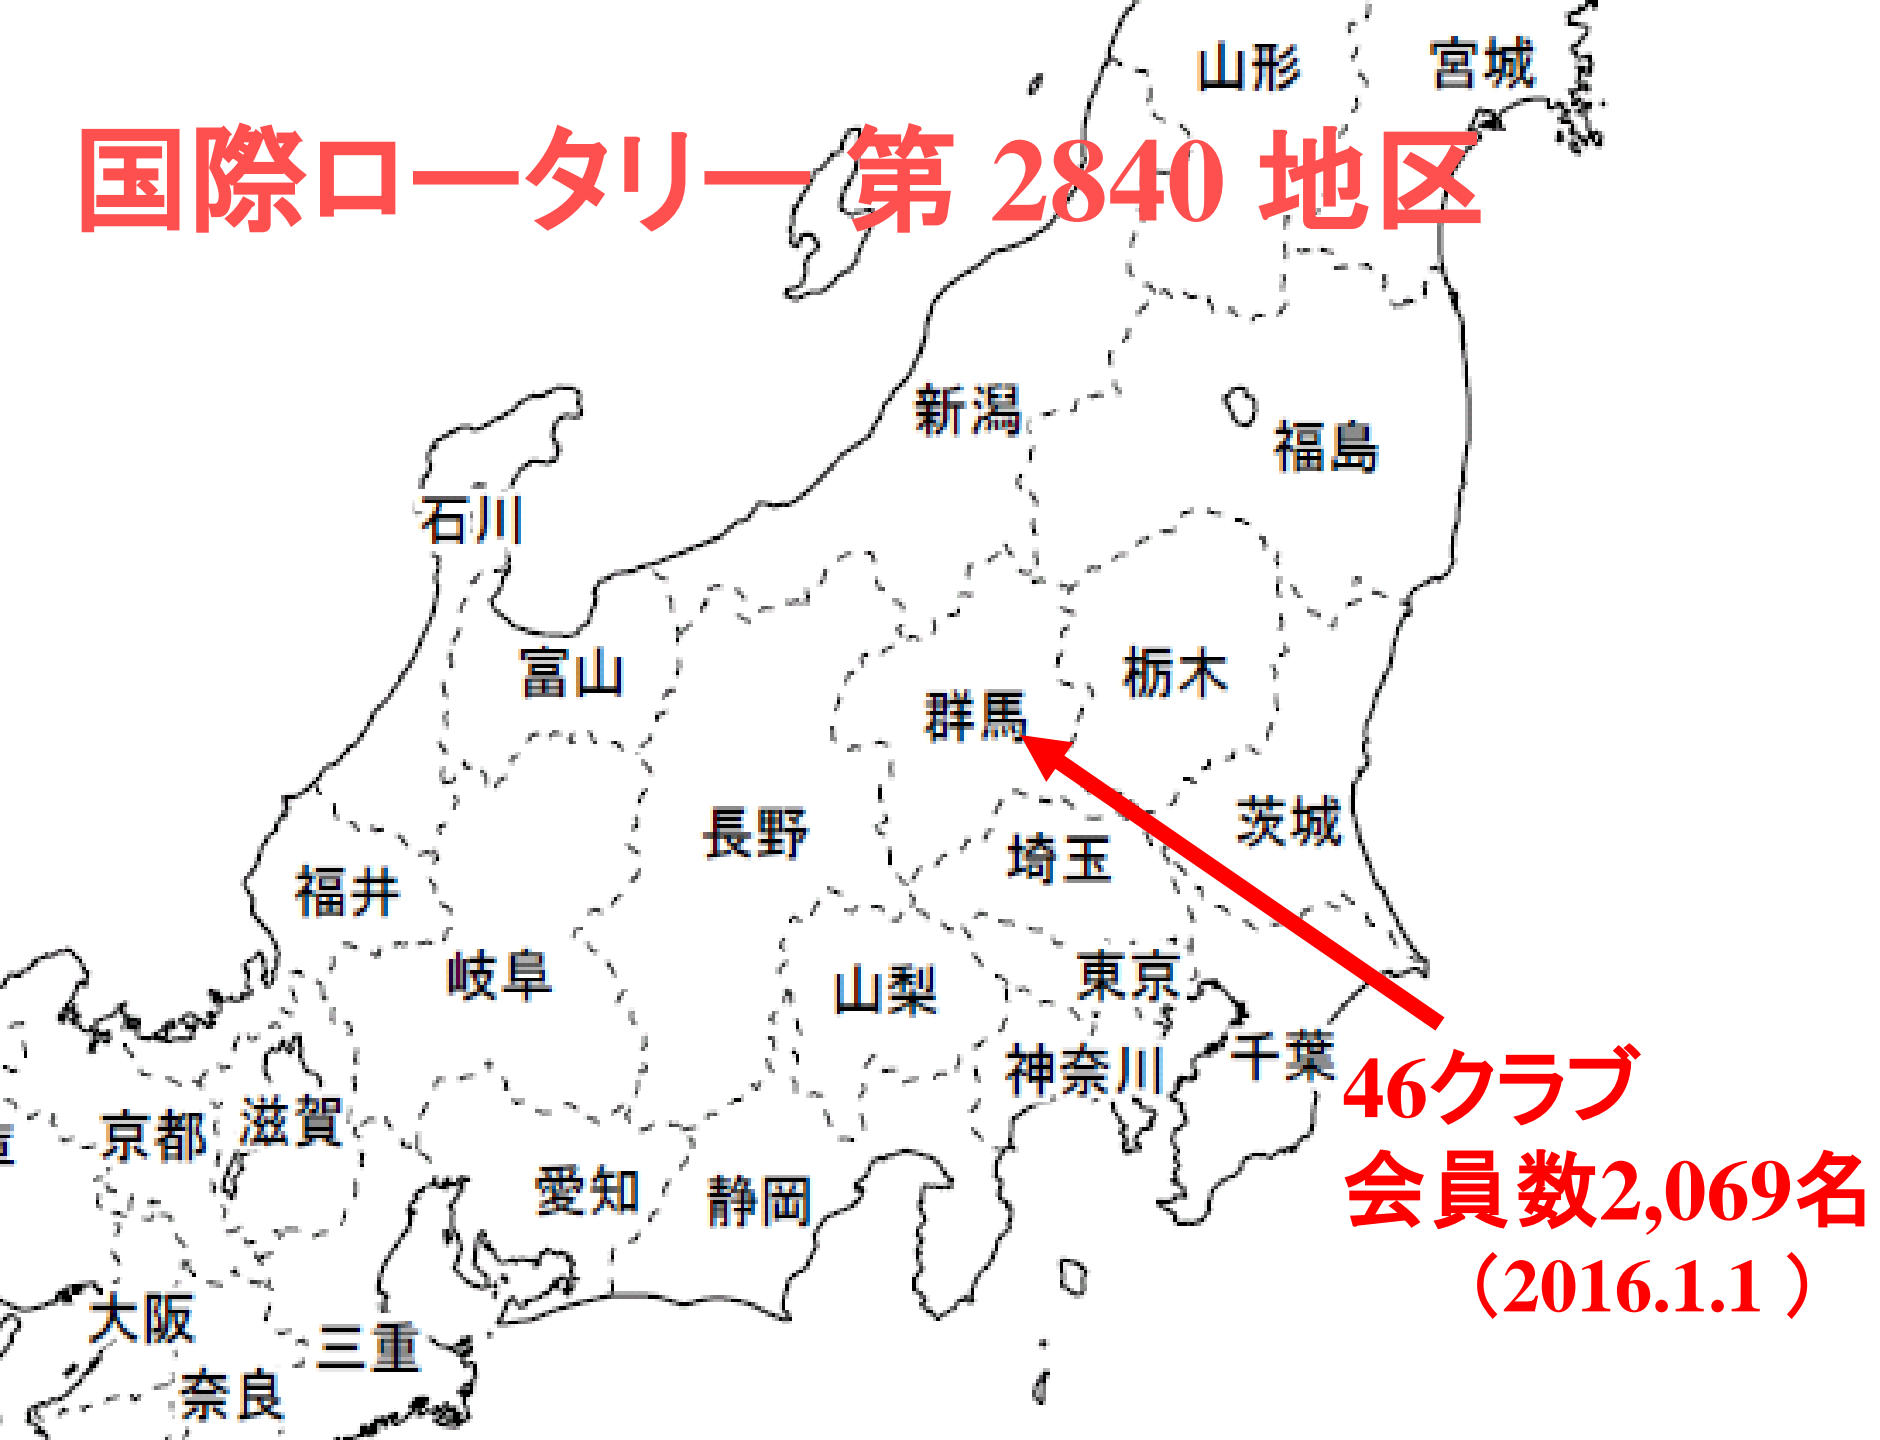 山形
宮城
国際ロータリー 第 2840 地区
新潟
福島
石川
富山
栃木
群馬
長野
茨城
埼玉
福井
岐阜
東京
山梨
千葉
神奈川
46クラブ
京都
滋賀
愛知
静岡
会員数2,069名
（2016.1.1 ）
大阪
三重
奈良